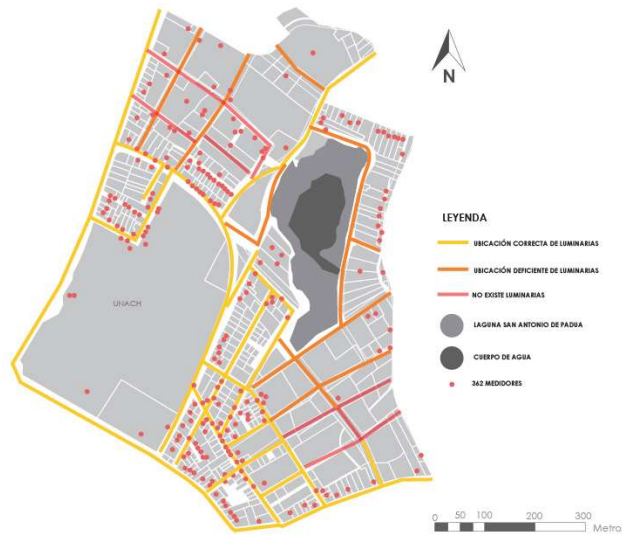 N
LEYENDA
UBICACIÓN CORRECTA DE LUMINARIAS
UBICACIÓN DEFICIENTE DE LUMINARIAS
NO EXISTE LUMINARIAS
LAGUNA SAN ANTONIO DE PADUA
CUERPO DE AGUA
362 MEDIDORES
UNACH
0 50 100 200 300
Metro